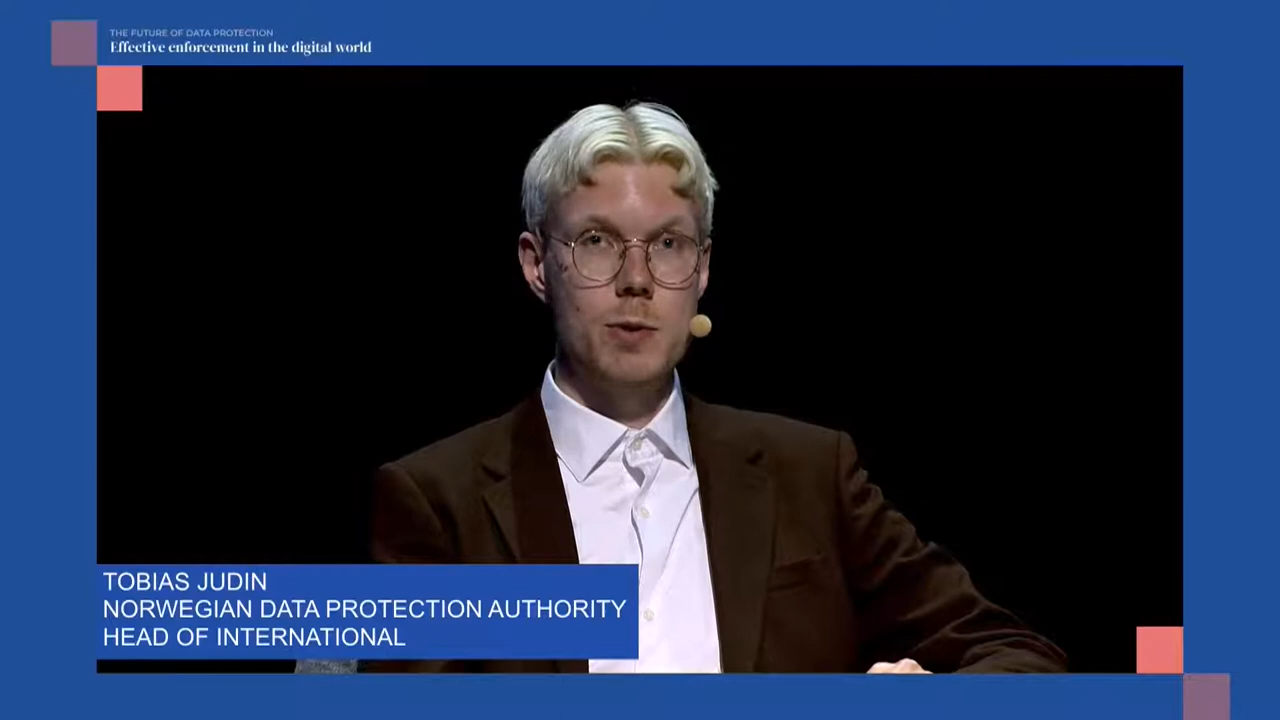 THE FUTURE OF DATA PROTECTION
Effective enforcement in the digital world
TOBIAS JUDIN
NORWEGIAN DATA PROTECTION AUTHORITY
HEAD OF INTERNATIONAL